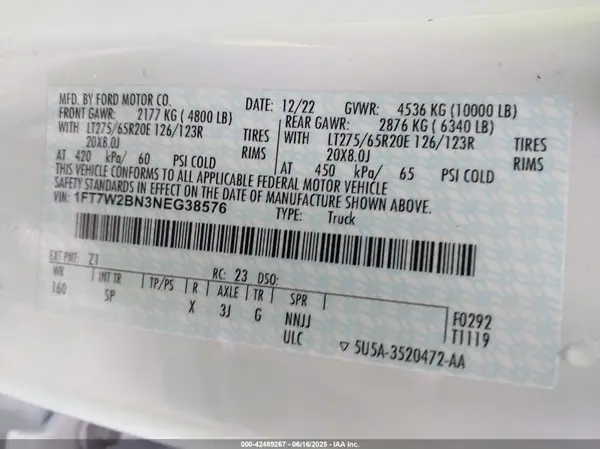 MFD. BY FORD MOTOR CO.
DATE: 12/22 GVWR: 4536 KG (10000 LB)
FRONT GAWR: 2177 KG ( 4800 LB) REAR GAWR: 2876 KG ( 6340 LB)
WITH LT275/65R20E 126/123R TIRES WITH LT275/65R20E 126/123R TIRES
20X8.0J RIMS 20X8.0J RIMS
AT 420 kPa/ 60 PSI COLD AT 450 kPa/ 65 PSI COLD
THIS VEHICLE CONFORMS TO ALL APPLICABLE FEDERAL MOTOR VEHICLE
SAFETY STANDARDS IN EFFECT ON THE DATE OF MANUFACTURE SHOWN ABOVE.
VIN: 1FT7W2BN3NEG38576 TYPE: Truck
EXT PNT: Z1 RC: 23 DSO:
WB INT TR TP/PS R AXLE TR SPR
160 SP X 3J G NNJJ F0292
ULC T1119
▽ 5U5A-3520472-AA
000-42469267 - 06/16/2025 - IAA Inc.